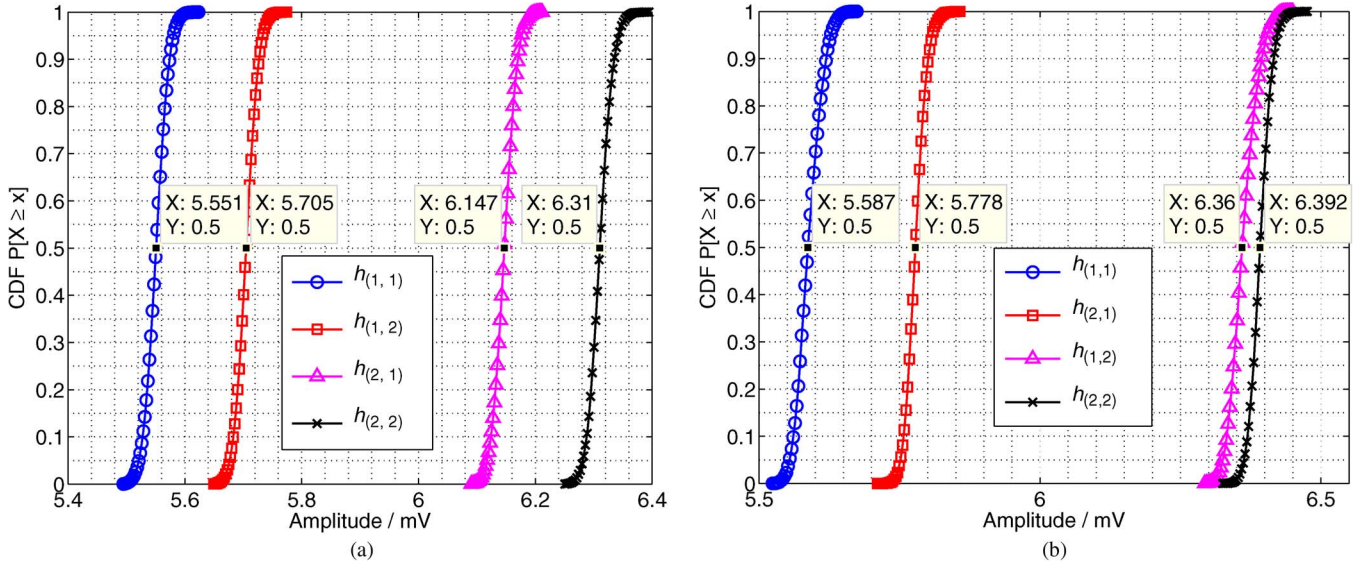 1
0.9
0.8
0.7
0.6
0.5
0.4
0.3
0.2
0.1
0
CDF P[X ≥ x]
X: 5.551
Y: 0.5
X: 5.705
Y: 0.5
X: 6.147
Y: 0.5
X: 6.31
Y: 0.5
h(1, 1)
h(1, 2)
h(2, 1)
h(2, 2)
5.4 5.6 5.8 6 6.2 6.4
Amplitude / mV
(a)
1
0.9
0.8
0.7
0.6
0.5
0.4
0.3
0.2
0.1
0
CDF P[X ≥ x]
X: 5.587
Y: 0.5
X: 5.778
Y: 0.5
X: 6.36
Y: 0.5
X: 6.392
Y: 0.5
h(1,1)
h(2,1)
h(1,2)
h(2,2)
5.5 6 6.5
Amplitude / mV
(b)